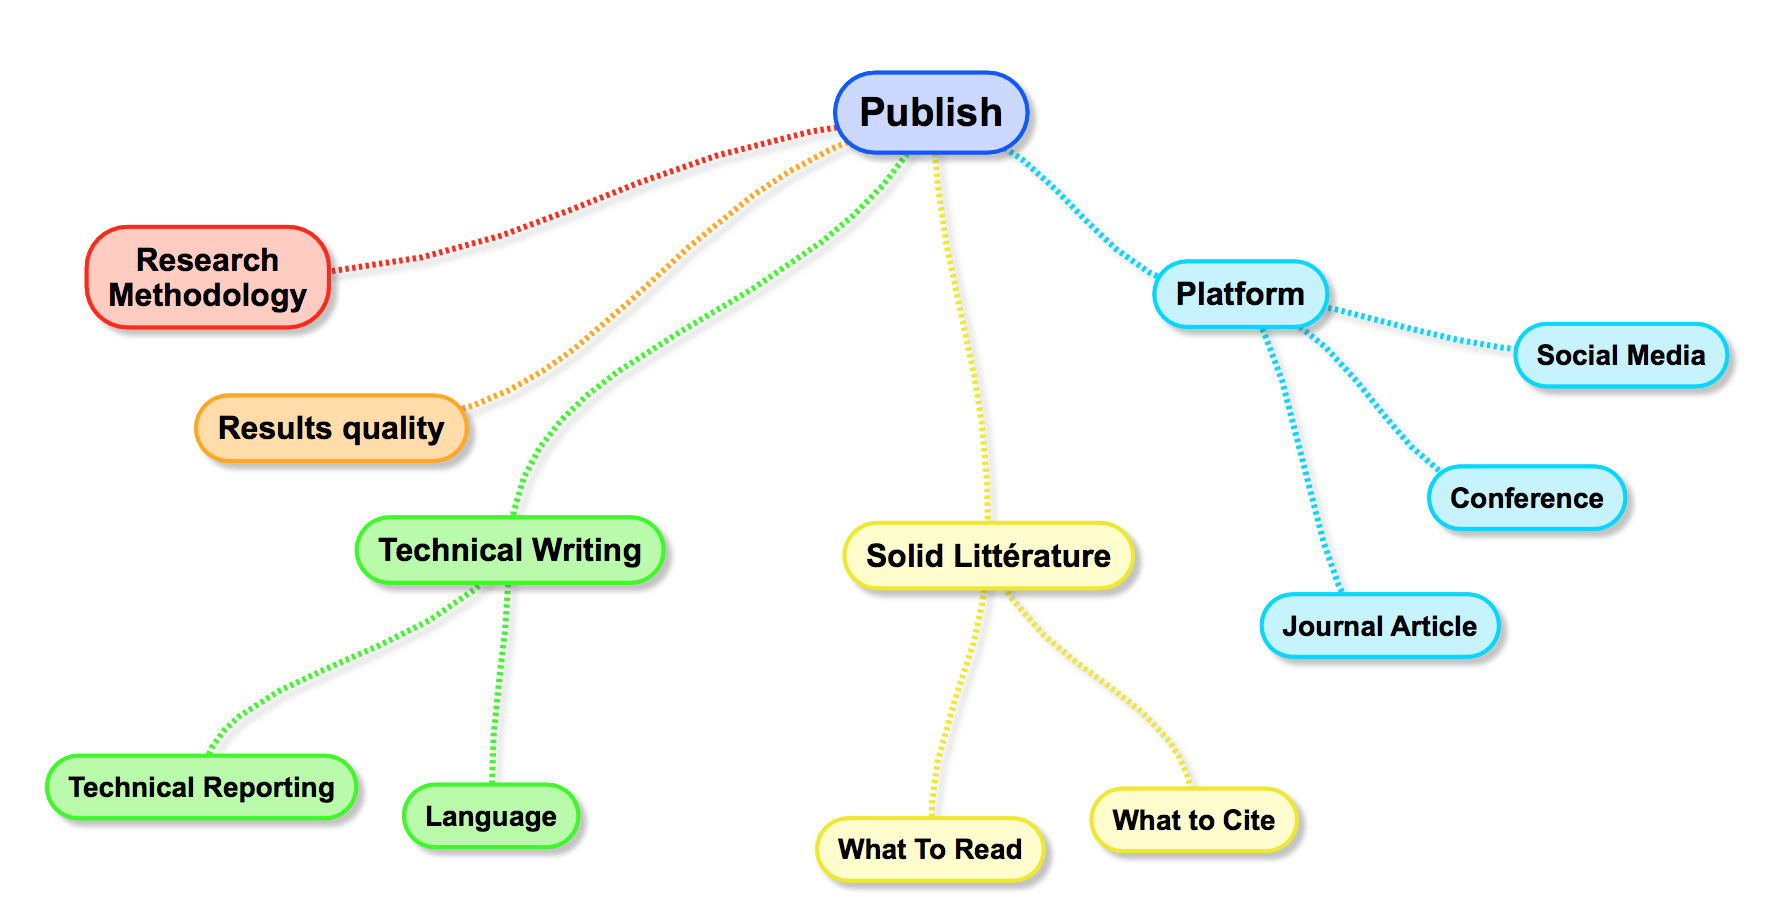 Publish
Research
Methodology
Platform
Social Media
Results quality
Conference
Technical Writing
Solid Littérature
Journal Article
Technical Reporting
Language
What To Read
What to Cite